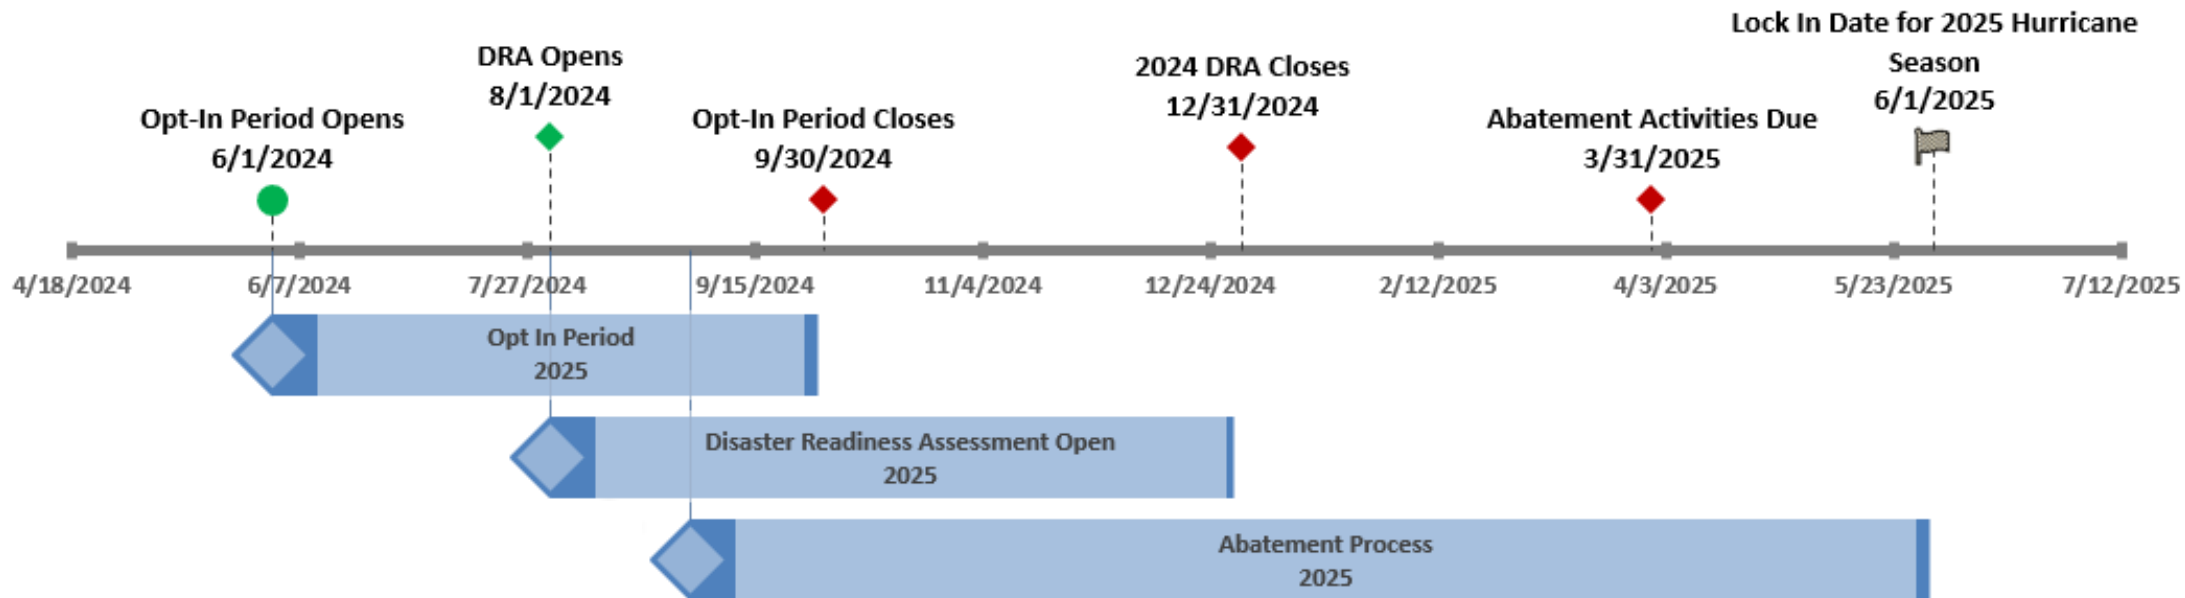 Opt-In Period Opens
6/1/2024
DRA Opens
8/1/2024
Opt-In Period Closes
9/30/2024
2024 DRA Closes
12/31/2024
Abatement Activities Due
3/31/2025
Lock In Date for 2025 Hurricane
Season
6/1/2025
4/18/2024
6/7/2024
7/27/2024
9/15/2024
11/4/2024
12/24/2024
2/12/2025
4/3/2025
5/23/2025
7/12/2025
Opt In Period
2025
Disaster Readiness Assessment Open
2025
Abatement Process
2025